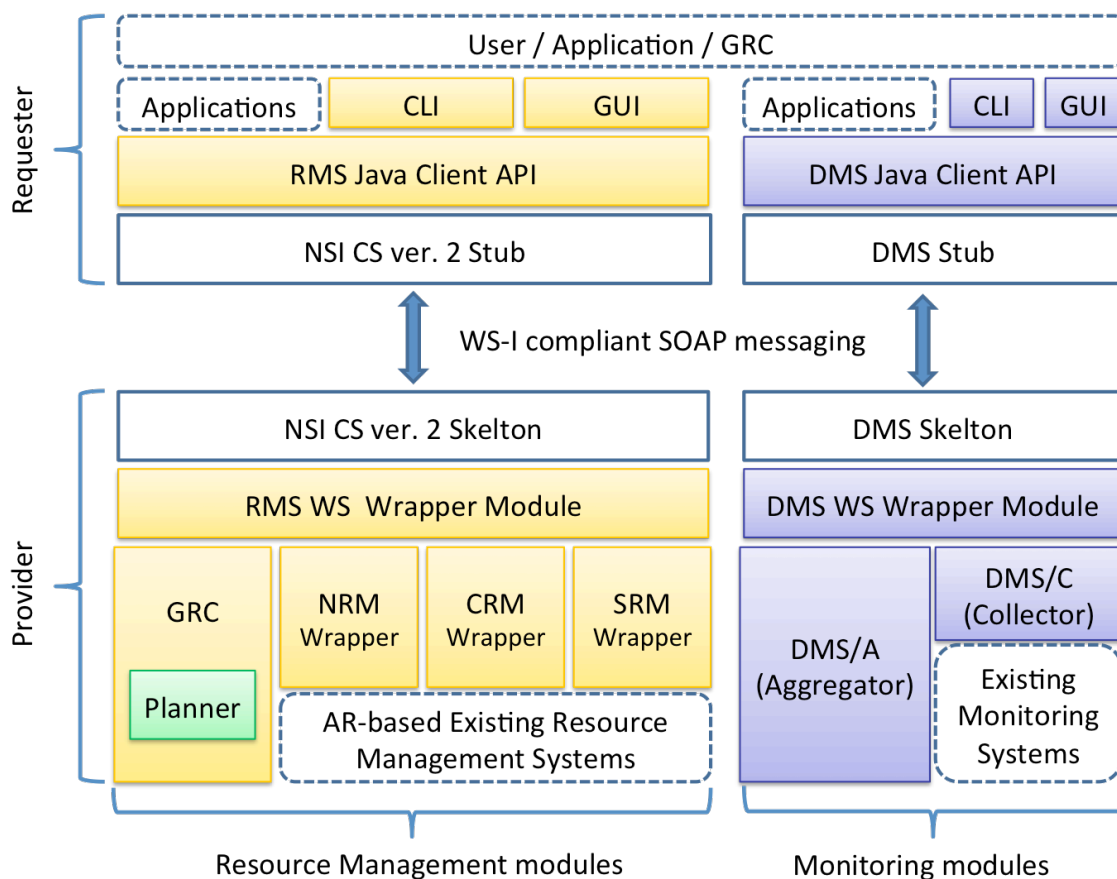 User / Application / GRC
Requester
Applications
CLI
GUI
Applications
CLI
GUI
RMS Java Client API
DMS Java Client API
NSI CS ver. 2 Stub
DMS Stub
WS-I compliant SOAP messaging
Provider
NSI CS ver. 2 Skelton
DMS Skelton
RMS WS Wrapper Module
DMS WS Wrapper Module
GRC
Planner
NRM
Wrapper
CRM
Wrapper
SRM
Wrapper
AR-based Existing Resource
Management Systems
DMS/A
(Aggregator)
DMS/C
(Collector)
Existing
Monitoring
Systems
Resource Management modules
Monitoring modules